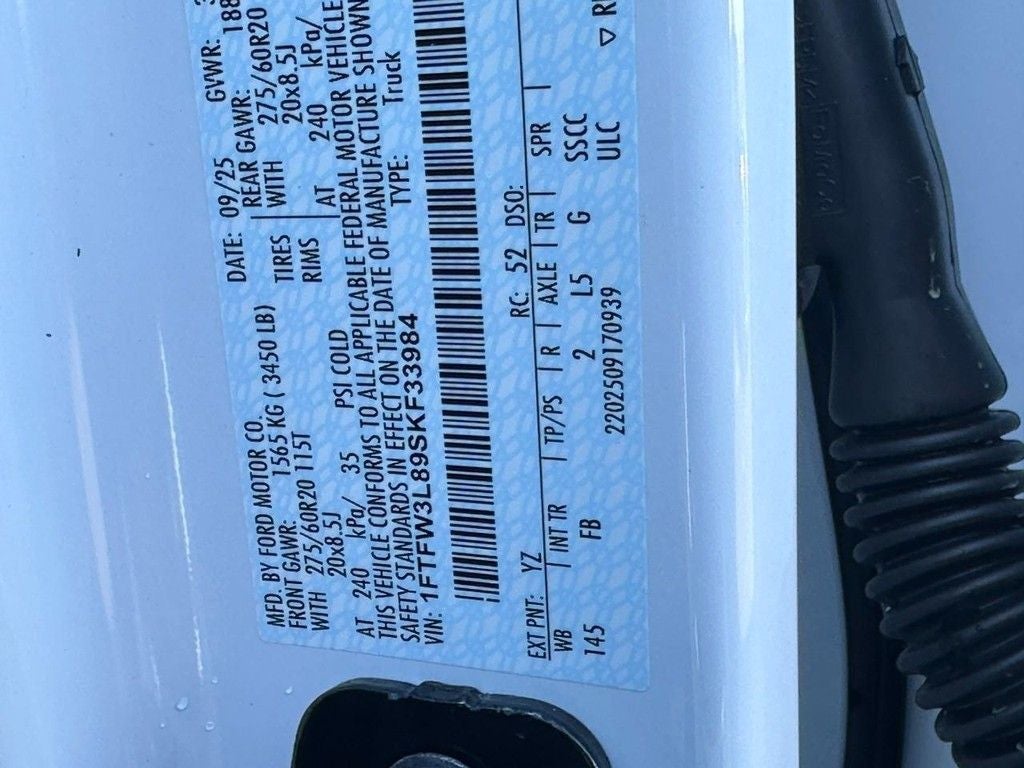 MFD. BY FORD MOTOR CO. DATE: 09/25 GVWR:
FRONT GAWR: 1565 KG ( 3450 LB) REAR GAWR: 188
WITH 275/60R20 115T TIRES WITH 275/60R20
20x8.5J RIMS 20x8.5J
AT 240 kPa/ 35 PSI COLD AT 240 kPa/
THIS VEHICLE CONFORMS TO ALL APPLICABLE FEDERAL MOTOR VEHICLE
SAFETY STANDARDS IN EFFECT ON THE DATE OF MANUFACTURE SHOWN
VIN: 1FTFW3L89SKF33984 TYPE: Truck
EXT PNT: YZ RC: 52 DSO:
WB | INT TR | TP/PS | R | AXLE | TR | SPR |
145 FB 2 L5 G SSCC
2202509170939 ULC